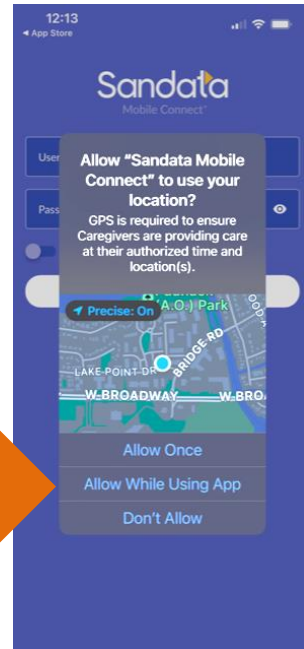 12:13
◀ App Store
Sandata
Mobile Connect
User
Pass
Allow "Sandata Mobile
Connect" to use your
location?
GPS is required to ensure
Caregivers are providing care
at their authorized time and
location(s).
Precise: On
A.O.) Park
LAKE-POINT-DR
BRIDGE-RD
W-BROADWAY
W-BRO
Allow Once
Allow While Using App
Don't Allow